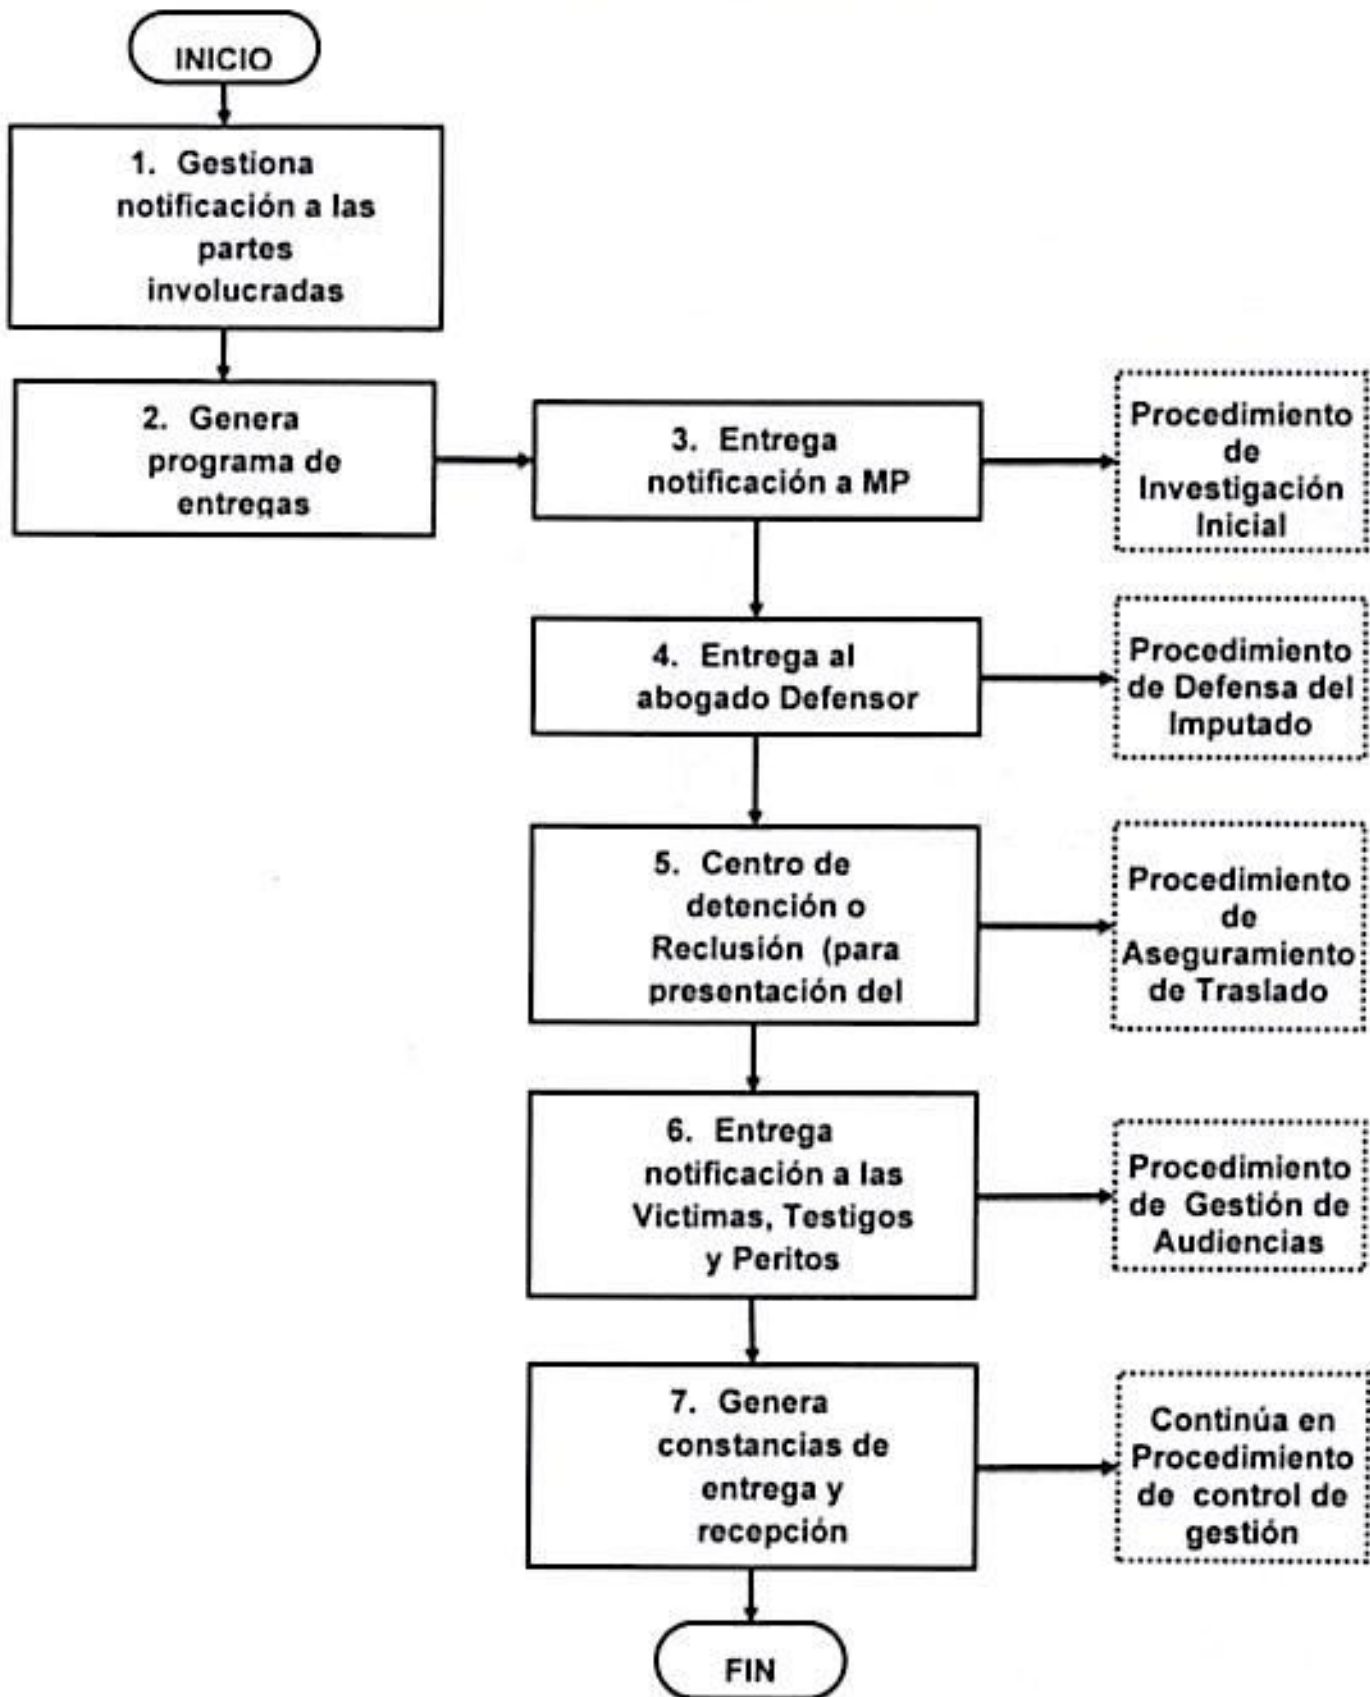 INICIO
1. Gestiona
notificación a las
partes
involucradas
2. Genera
programa de
entregas
3. Entrega
notificación a MP
Procedimiento
de
Investigación
Inicial
4. Entrega al
abogado Defensor
Procedimiento
de Defensa del
Imputado
5. Centro de
detención o
Reclusión (para
presentación del
Procedimiento
de
Aseguramiento
de Traslado
6. Entrega
notificación a las
Victimas, Testigos
y Peritos
Procedimiento
de Gestión de
Audiencias
7. Genera
constancias de
entrega y
recepción
Continúa en
Procedimiento
de control de
gestión
FIN